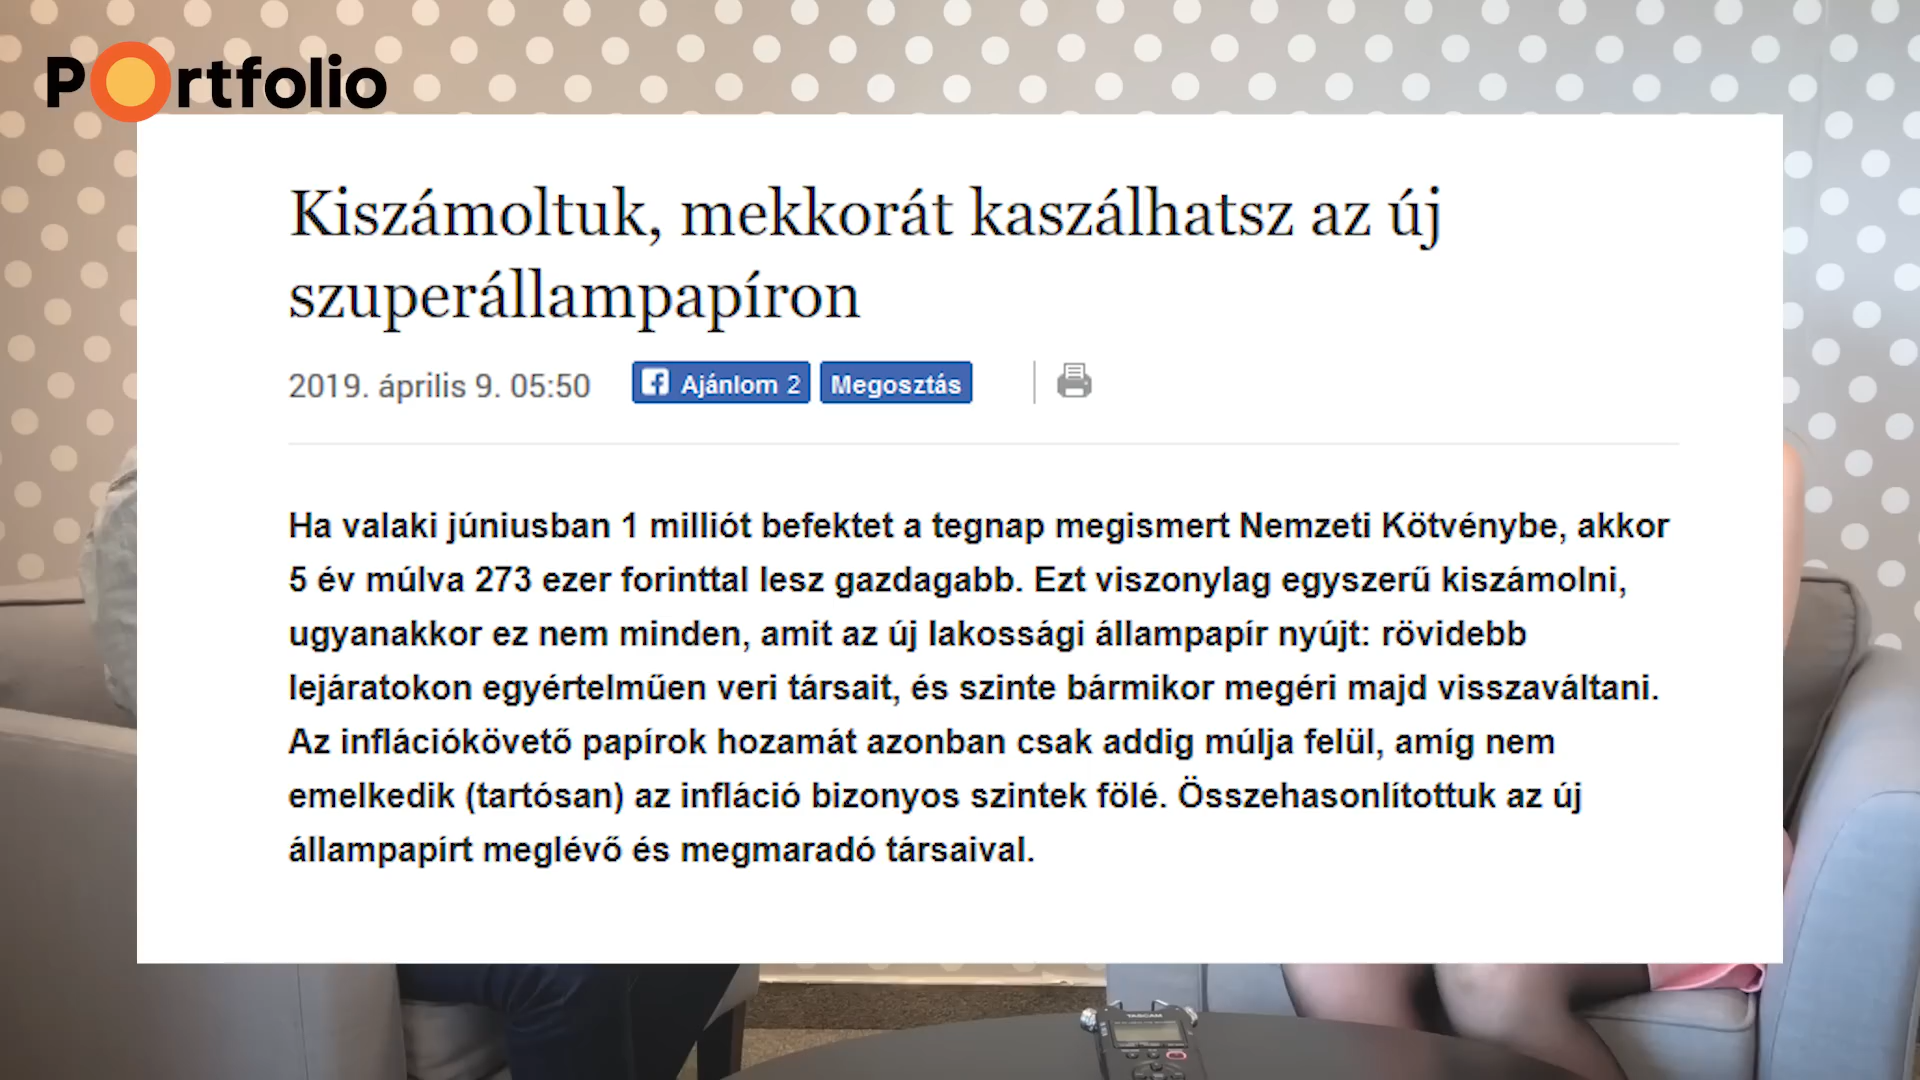 Portfolio
Kiszámoltuk, mekkorát kaszálhatsz az új
szuperállampapíron
2019. április 9. 05:50 Ajánlom 2 Megosztás
Ha valaki júniusban 1 milliót befektet a tegnap megismert Nemzeti Kötvénybe, akkor
5 év múlva 273 ezer forinttal lesz gazdagabb. Ezt viszonylag egyszerű kiszámolni,
ugyanakkor ez nem minden, amit az új lakossági állampapír nyújt: rövidebb
lejáratokon egyértelműen veri társait, és szinte bármikor megéri majd visszaváltani.
Az inflációkövető papírok hozamát azonban csak addig múlja felül, amíg nem
emelkedik (tartósan) az infláció bizonyos szintek fölé. Összehasonlítottuk az új
állampapírt meglévő és megmaradó társaival.
TASCAM